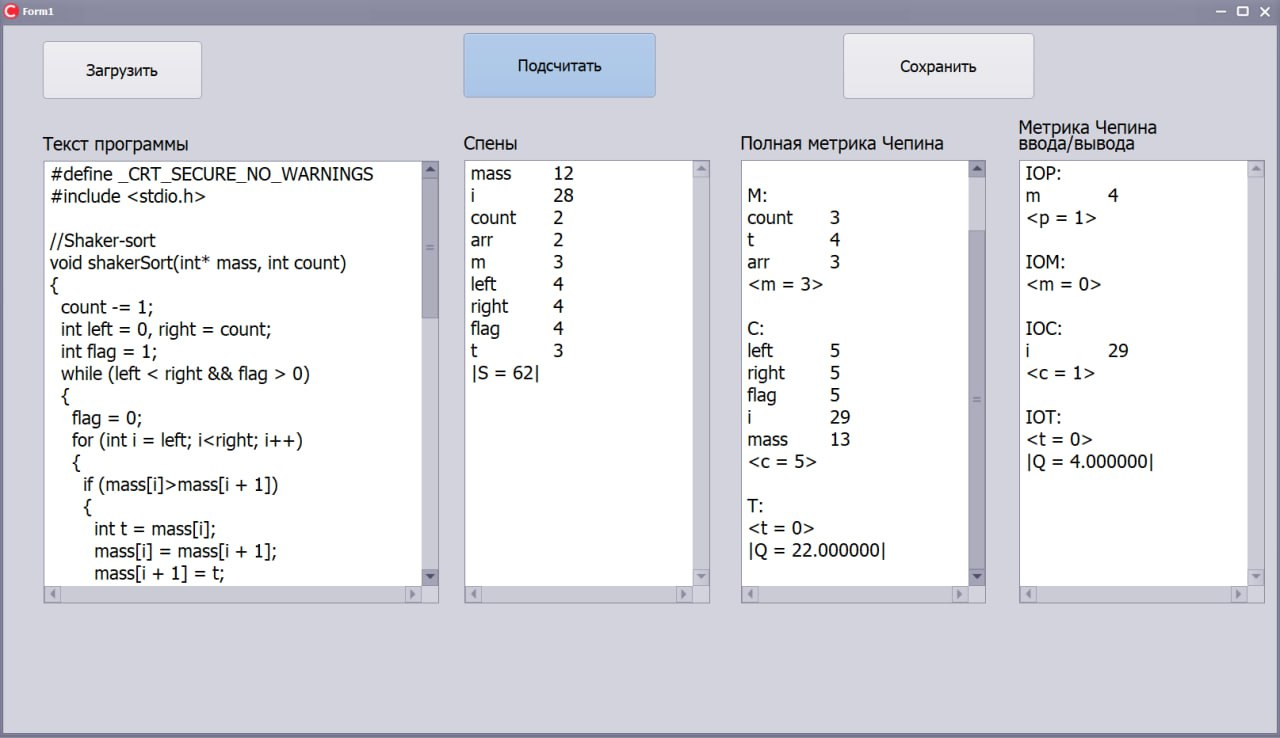 Form1
Загрузить
Подсчитать
Сохранить
Текст программы
#define _CRT_SECURE_NO_WARNINGS
#include <stdio.h>
//Shaker-sort
void shakerSort(int* mass, int count)
{
count -= 1;
int left = 0, right = count;
int flag = 1;
while (left < right && flag > 0)
{
flag = 0;
for (int i = left; i<right; i++)
{
if (mass[i]>mass[i + 1])
{
int t = mass[i];
mass[i] = mass[i + 1];
mass[i + 1] = t;
Спены
mass 12
i 28
count 2
arr 2
m 3
left 4
right 4
flag 4
t 3
|S = 62|
Полная метрика Чепина
M:
count 3
t 4
arr 3
<m = 3>
C:
left 5
right 5
flag 5
i 29
mass 13
<c = 5>
T:
<t = 0>
|Q = 22.000000|
Метрика Чепина
ввода/вывода
IOP:
m 4
<p = 1>
IOM:
<m = 0>
IOC:
i 29
<c = 1>
IOT:
<t = 0>
|Q = 4.000000|